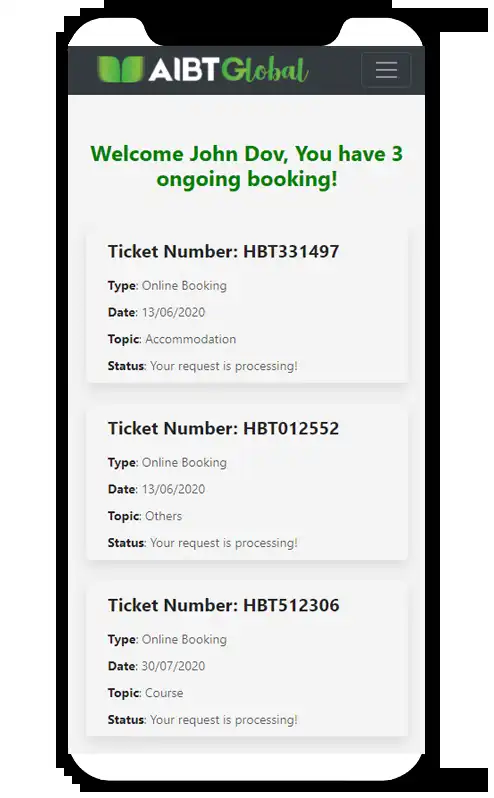 AIBT Global
Welcome John Dov, You have 3
ongoing booking!
Ticket Number: HBT331497
Type: Online Booking
Date: 13/06/2020
Topic: Accommodation
Status: Your request is processing!
Ticket Number: HBT012552
Type: Online Booking
Date: 13/06/2020
Topic: Others
Status: Your request is processing!
Ticket Number: HBT512306
Type: Online Booking
Date: 30/07/2020
Topic: Course
Status: Your request is processing!